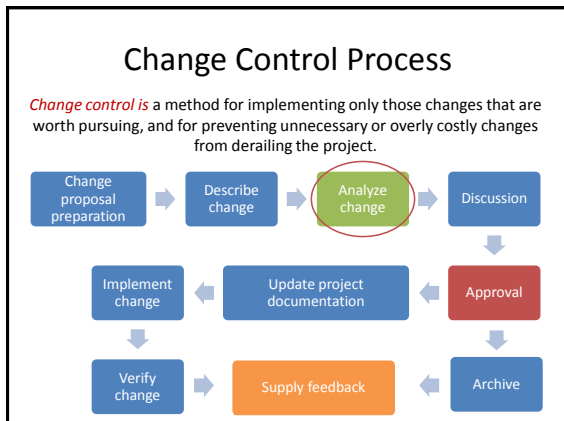 Change Control Process
Change control is a method for implementing only those changes that are
worth pursuing, and for preventing unnecessary or overly costly changes
from derailing the project.
Change
proposal
preparation
Describe
change
Analyze
change
Discussion
Implement
change
Update project
documentation
Approval
Verify
change
Supply feedback
Archive